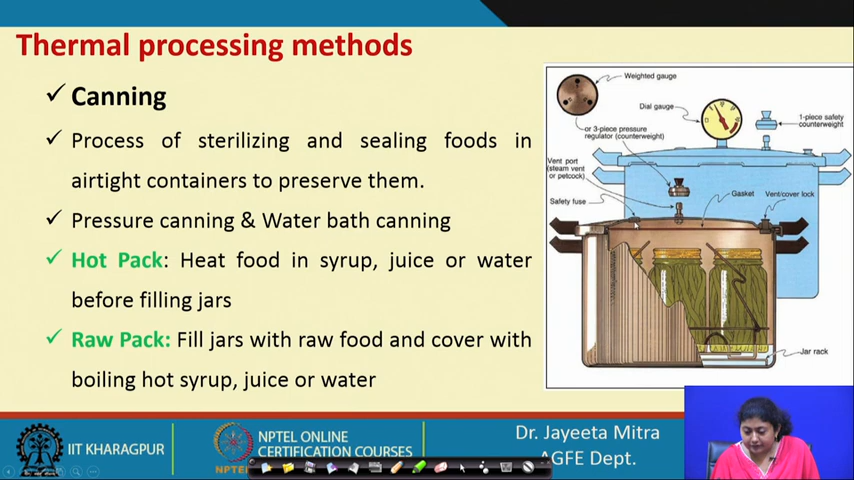 Thermal processing methods
✓ Canning
✓ Process of sterilizing and sealing foods in
airtight containers to preserve them.
✓ Pressure canning & Water bath canning
✓ Hot Pack: Heat food in syrup, juice or water
before filling jars
✓ Raw Pack: Fill jars with raw food and cover with
boiling hot syrup, juice or water
Weighted gauge
Dial gauge
1-piece safety
counterweight
or 3-piece pressure
regulator (counterweight)
Vent port
(steam vent
or petcock)
Safety fuse
Gasket
Vent/cover lock
Jar rack
IIT KHARAGPUR
NPTEL
NPTEL ONLINE
CERTIFICATION COURSES
Dr. Jayeeta Mitra
AGFE Dept.